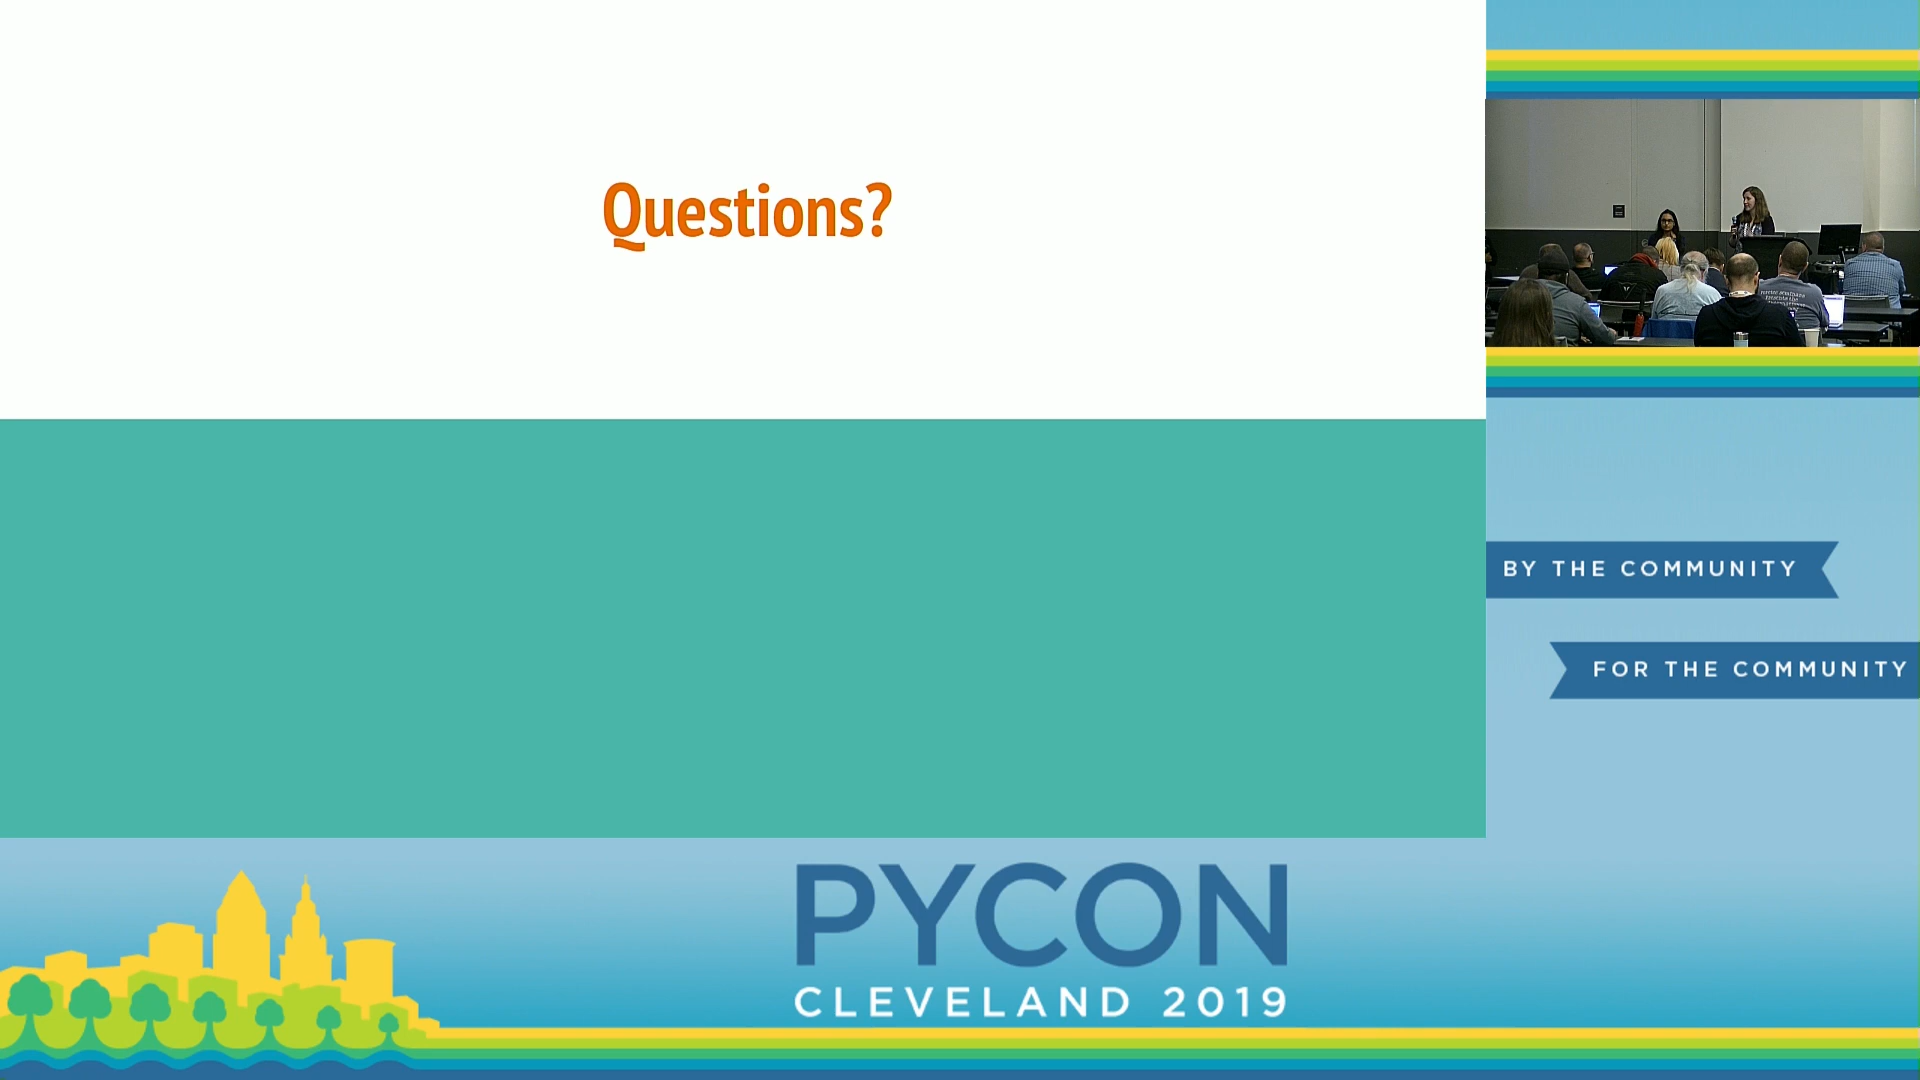 Questions?
BY THE COMMUNITY
FOR THE COMMUNITY
PYCON
CLEVELAND 2019